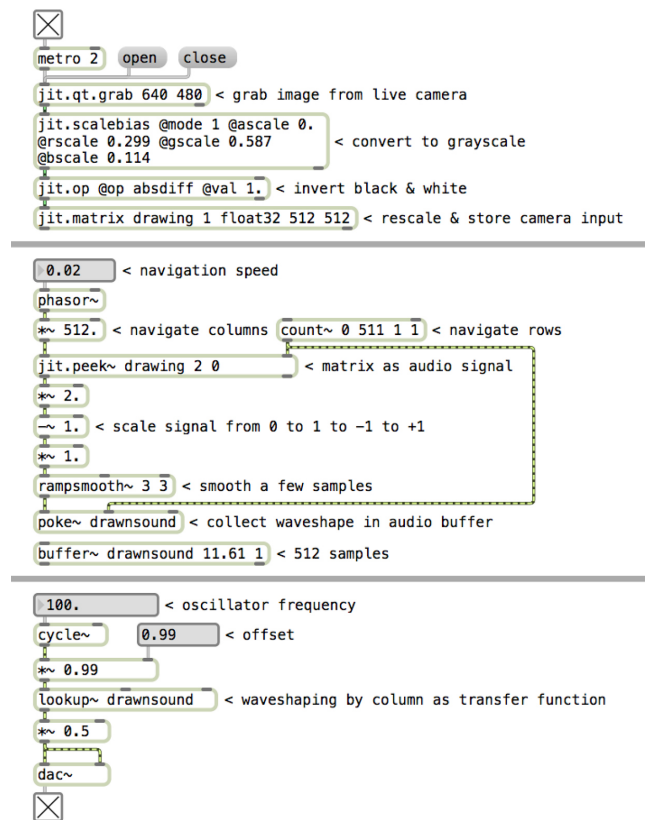 metro 2 open close
jit.qt.grab 640 480 < grab image from live camera
jit.scalebias @mode 1 @ascale 0.
@rscale 0.299 @gscale 0.587 < convert to grayscale
@bscale 0.114
jit.op @op absdiff @val 1. < invert black & white
jit.matrix drawing 1 float32 512 512 < rescale & store camera input
0.02 < navigation speed
phasor~
*~ 512. < navigate columns count~ 0 511 1 1 < navigate rows
jit.peek~ drawing 2 0 < matrix as audio signal
*~ 2.
−~ 1. < scale signal from 0 to 1 to −1 to +1
*~ 1.
rampsmooth~ 3 3 < smooth a few samples
poke~ drawnsound < collect waveshape in audio buffer
buffer~ drawnsound 11.61 1 < 512 samples
100. < oscillator frequency
cycle~ 0.99 < offset
*~ 0.99
lookup~ drawnsound < waveshaping by column as transfer function
*~ 0.5
dac~